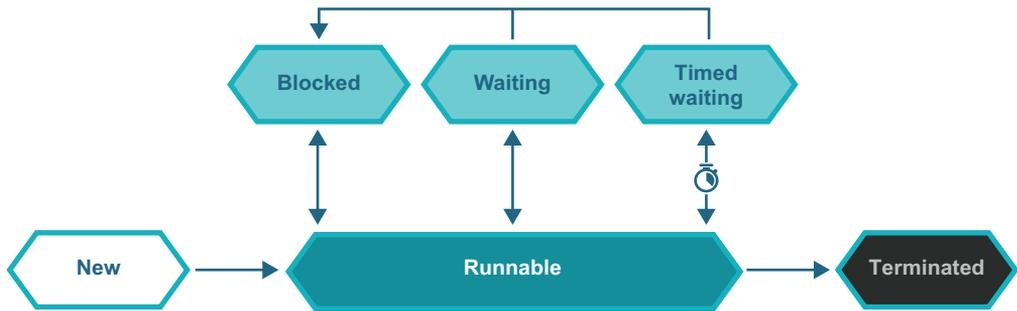 Blocked
Waiting
Timed
waiting
New
Runnable
Terminated